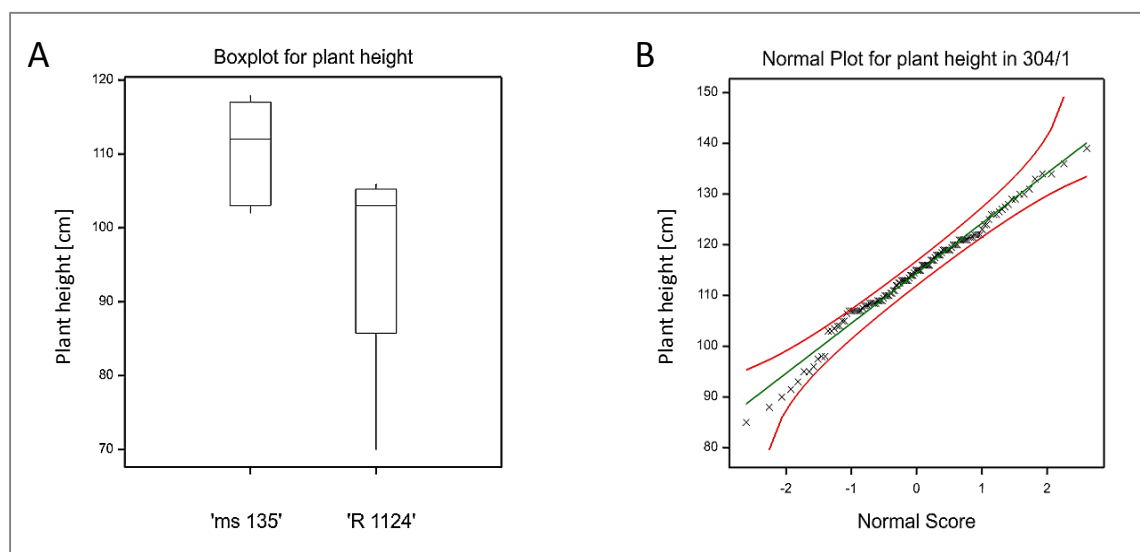 A
Boxplot for plant height
120
110
100
90
80
70
Plant height [cm]
'ms 135'
'R 1124'
B
Normal Plot for plant height in 304/1
150
140
130
120
110
100
90
80
Plant height [cm]
-2
-1
0
1
2
Normal Score